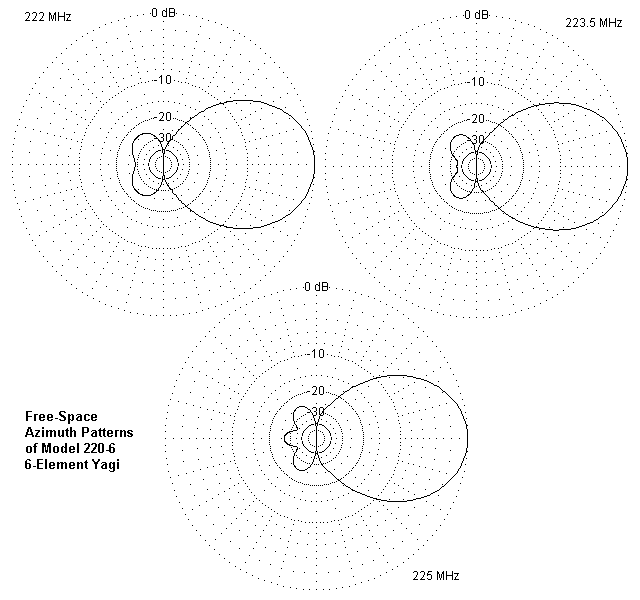 222 MHz
0 dB
-10
-20
-30
0 dB
223.5 MHz
-10
-20
-30
0 dB
-10
-20
-30
Free-Space
Azimuth Patterns
of Model 220-6
6-Element Yagi
225 MHz